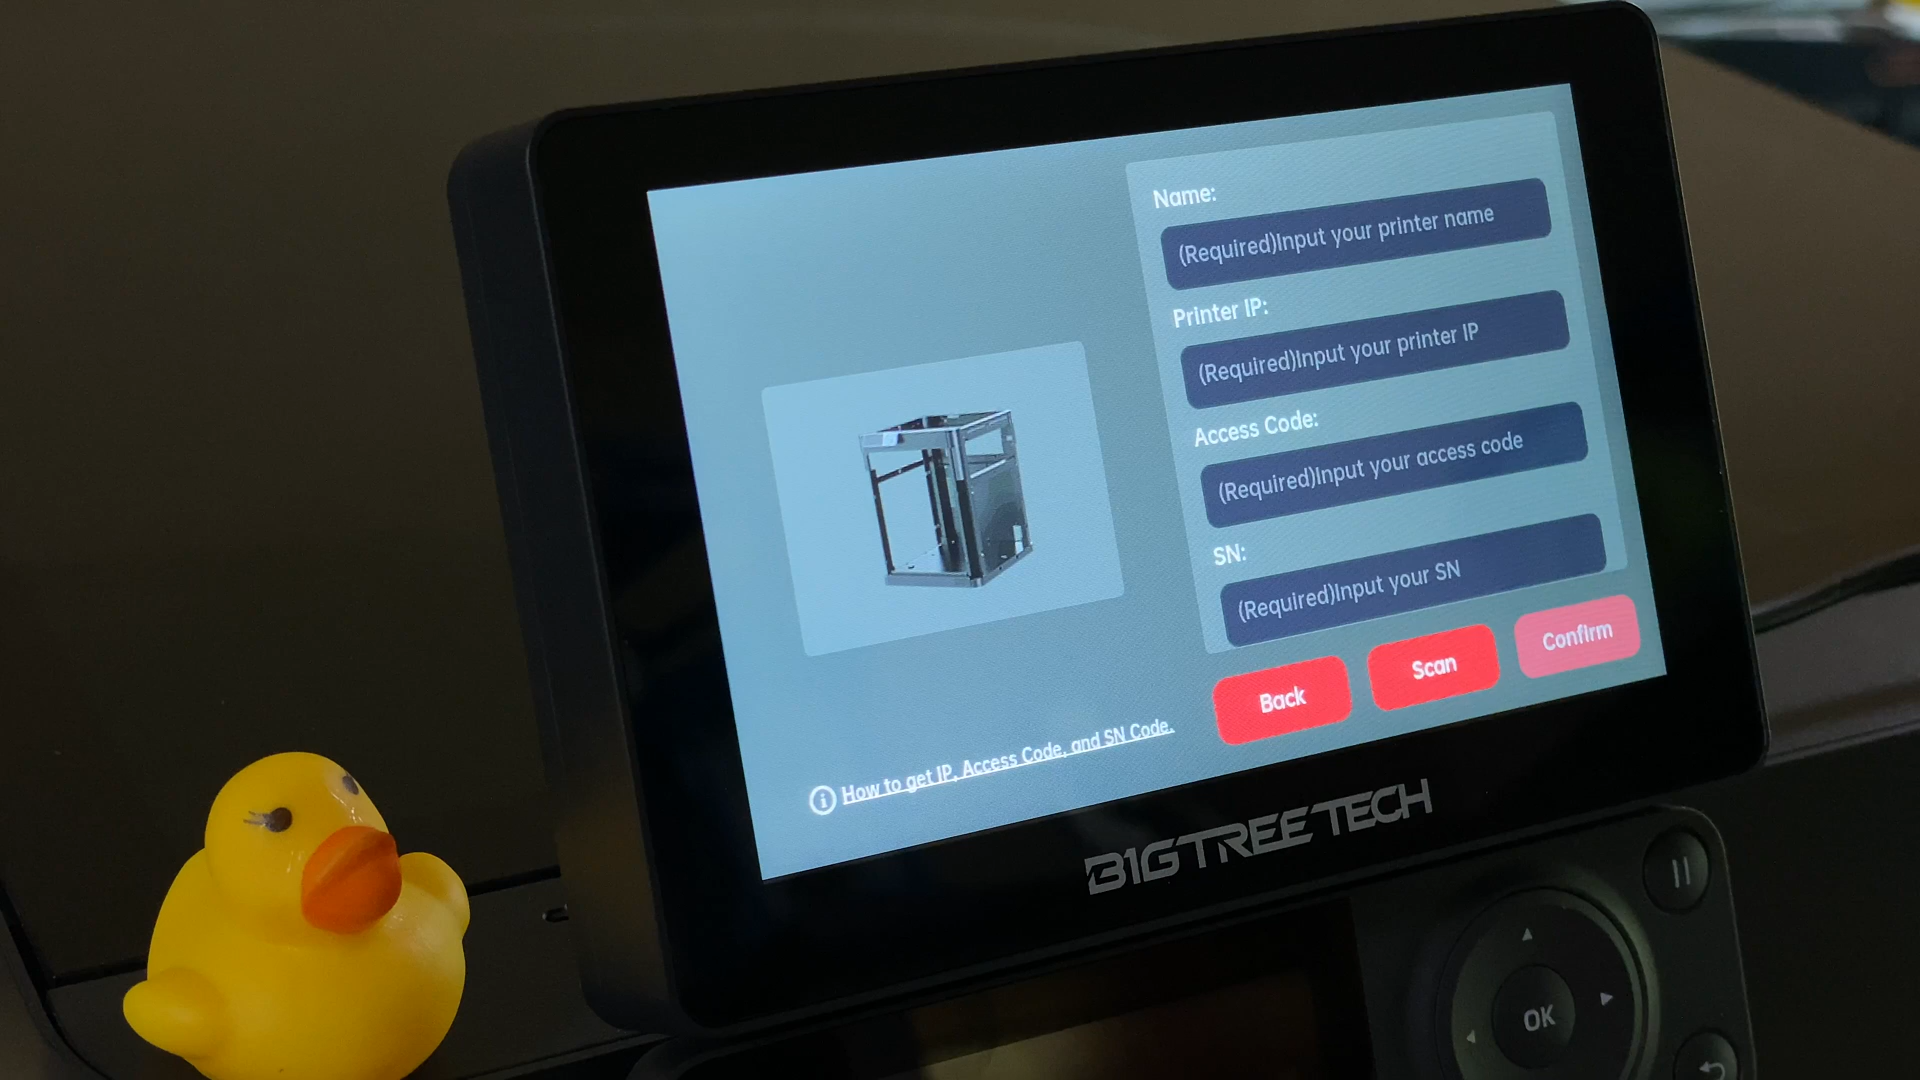 Name:
(Required)Input your printer name
Printer IP:
(Required)Input your printer IP
Access Code:
(Required)Input your access code
SN:
(Required)Input your SN
Back
Scan
Confirm
How to get IP, Access Code, and SN Code.
BIGTREETECH
OK